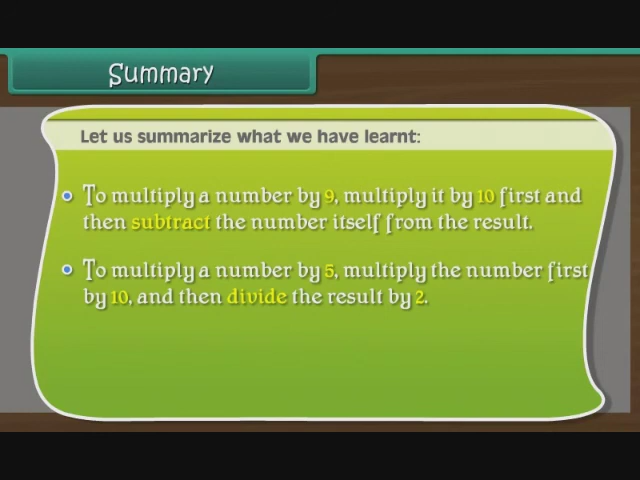 Summary
Let us summarize what we have learnt:
To multiply a number by 9, multiply it by 10 first and
then subtract the number itself from the result.
To multiply a number by 5, multiply the number first
by 10, and then divide the result by 2.